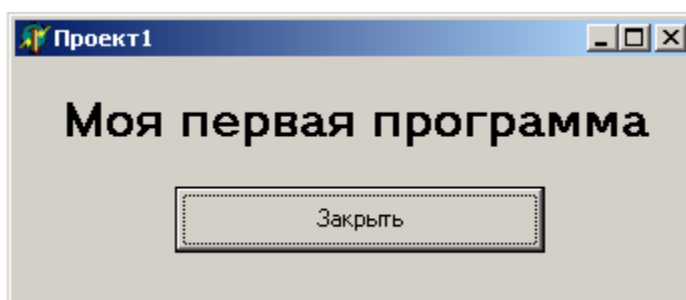 Проект1
Моя первая программа
Закрыть